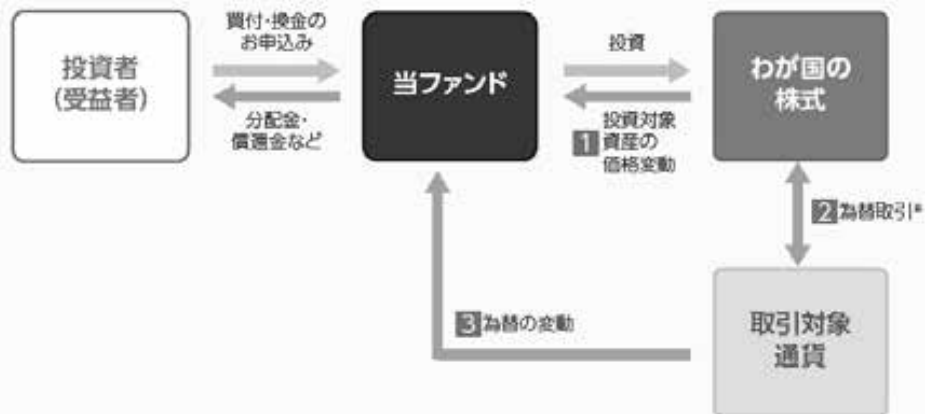 買付・換金の
お申込み
投資者
(受益者)
分配金・
償還金など
当ファンド
投資
1 投資対象
資産の
価格変動
わが国の
株式
2 為替取引*
3 為替の変動
取引対象
通貨